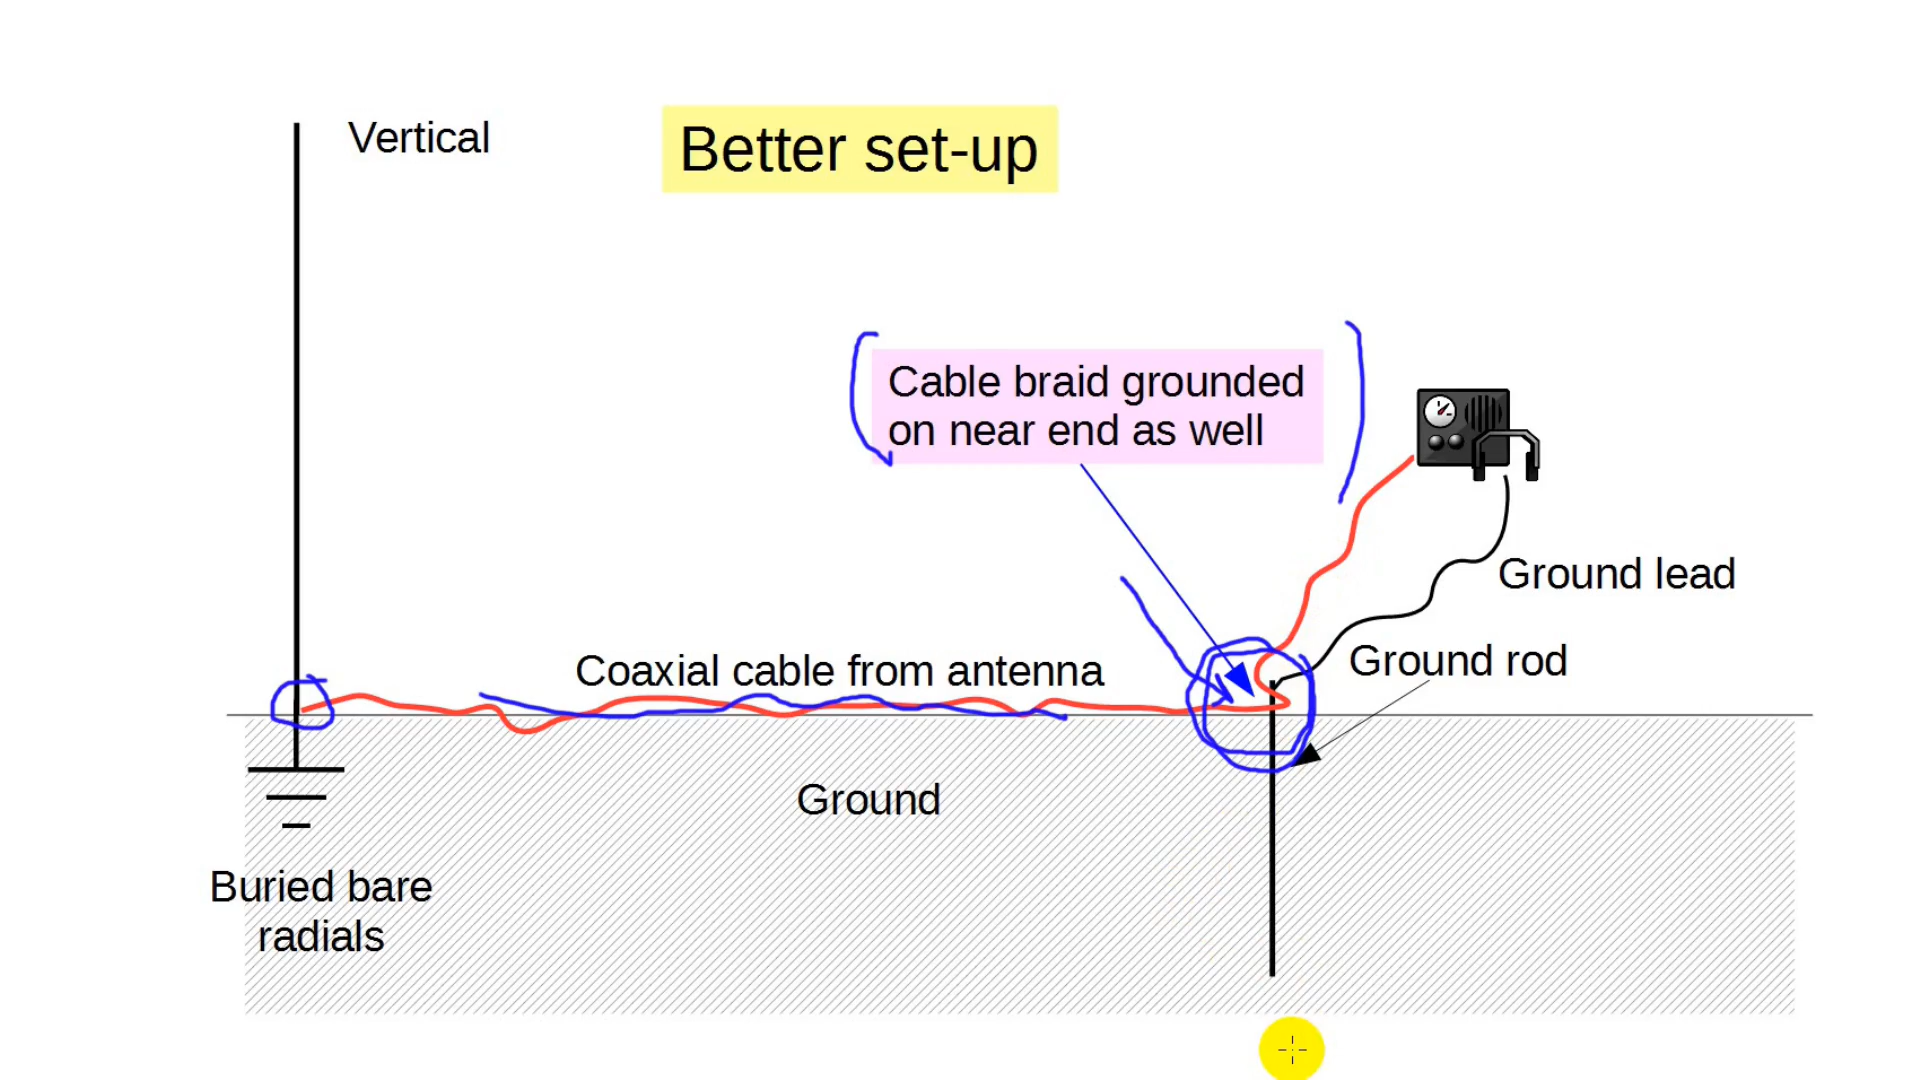 Vertical
Better set-up
Cable braid grounded
on near end as well
Ground lead
Ground rod
Coaxial cable from antenna
Ground
Buried bare
radials